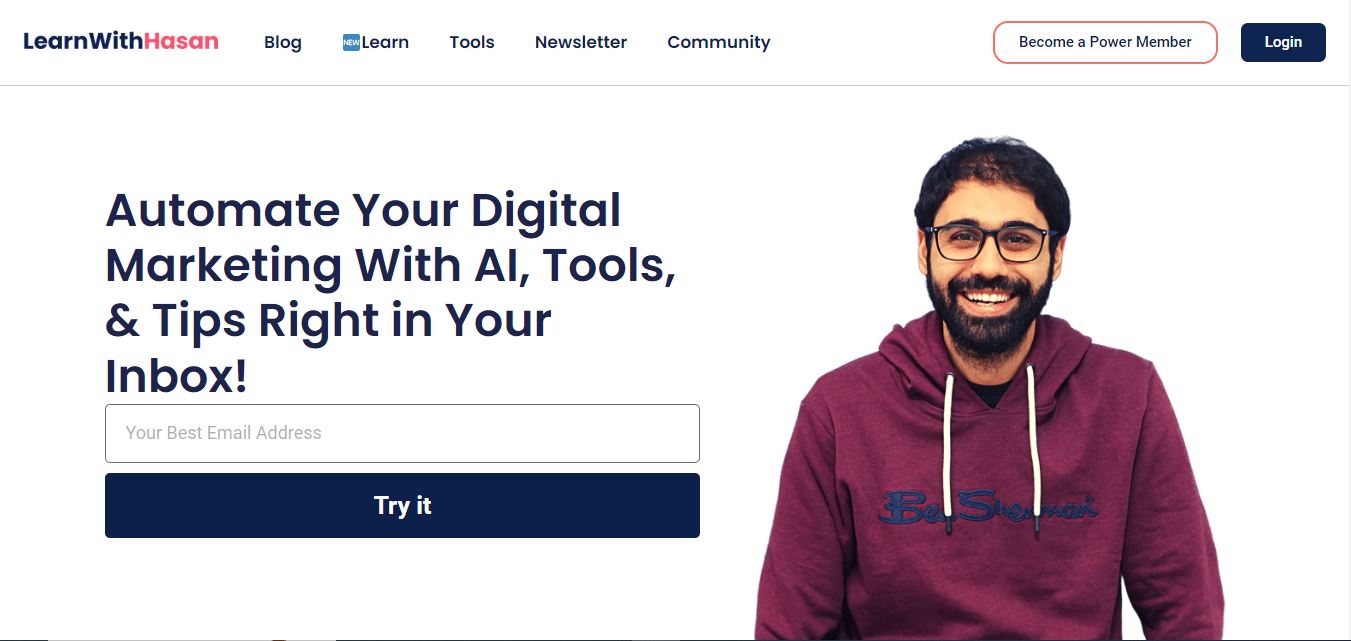 LearnWithHasan Blog 🆕Learn Tools Newsletter Community Become a Power Member Login
Automate Your Digital
Marketing With AI, Tools,
& Tips Right in Your
Inbox!
Your Best Email Address
Try it
Ben Sherman